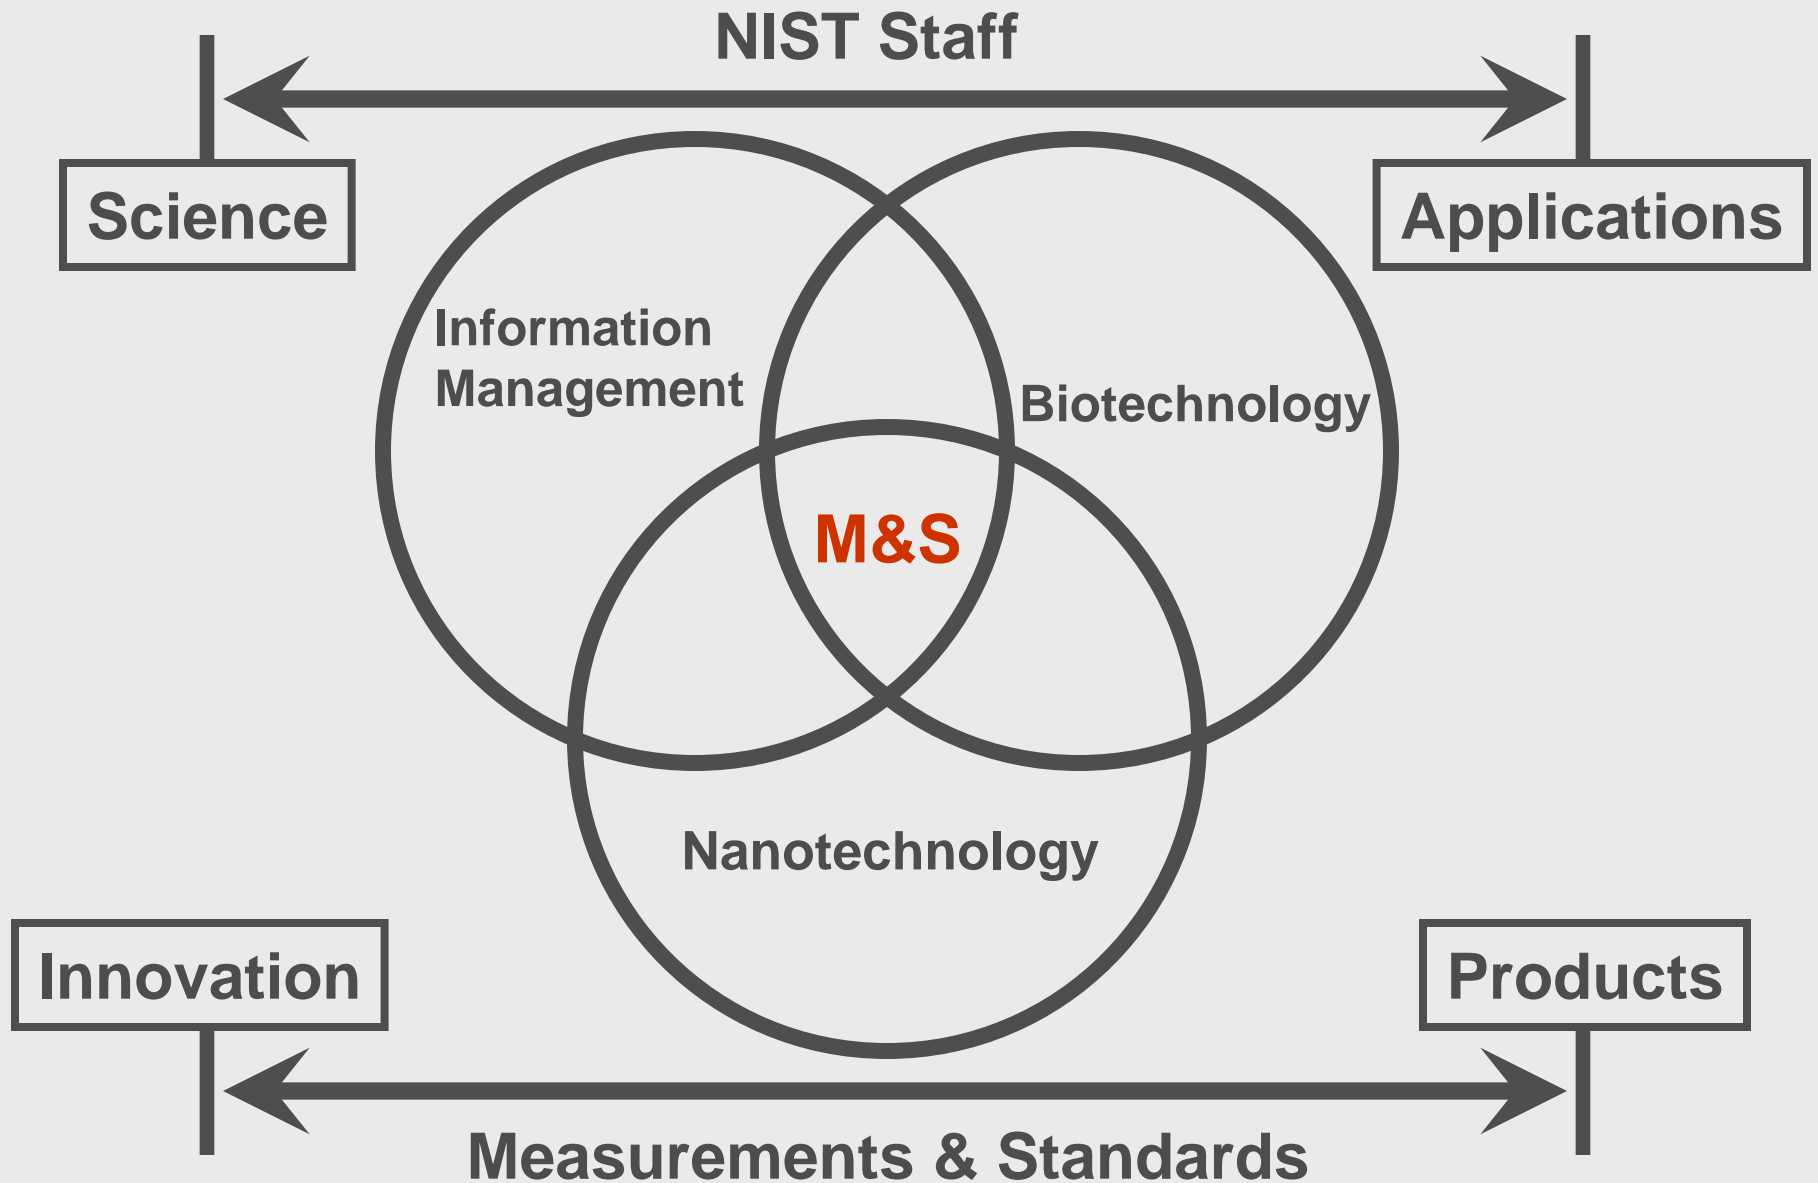 NIST Staff
Science
Applications
Information
Management
Biotechnology
M&S
Nanotechnology
Innovation
Products
Measurements & Standards